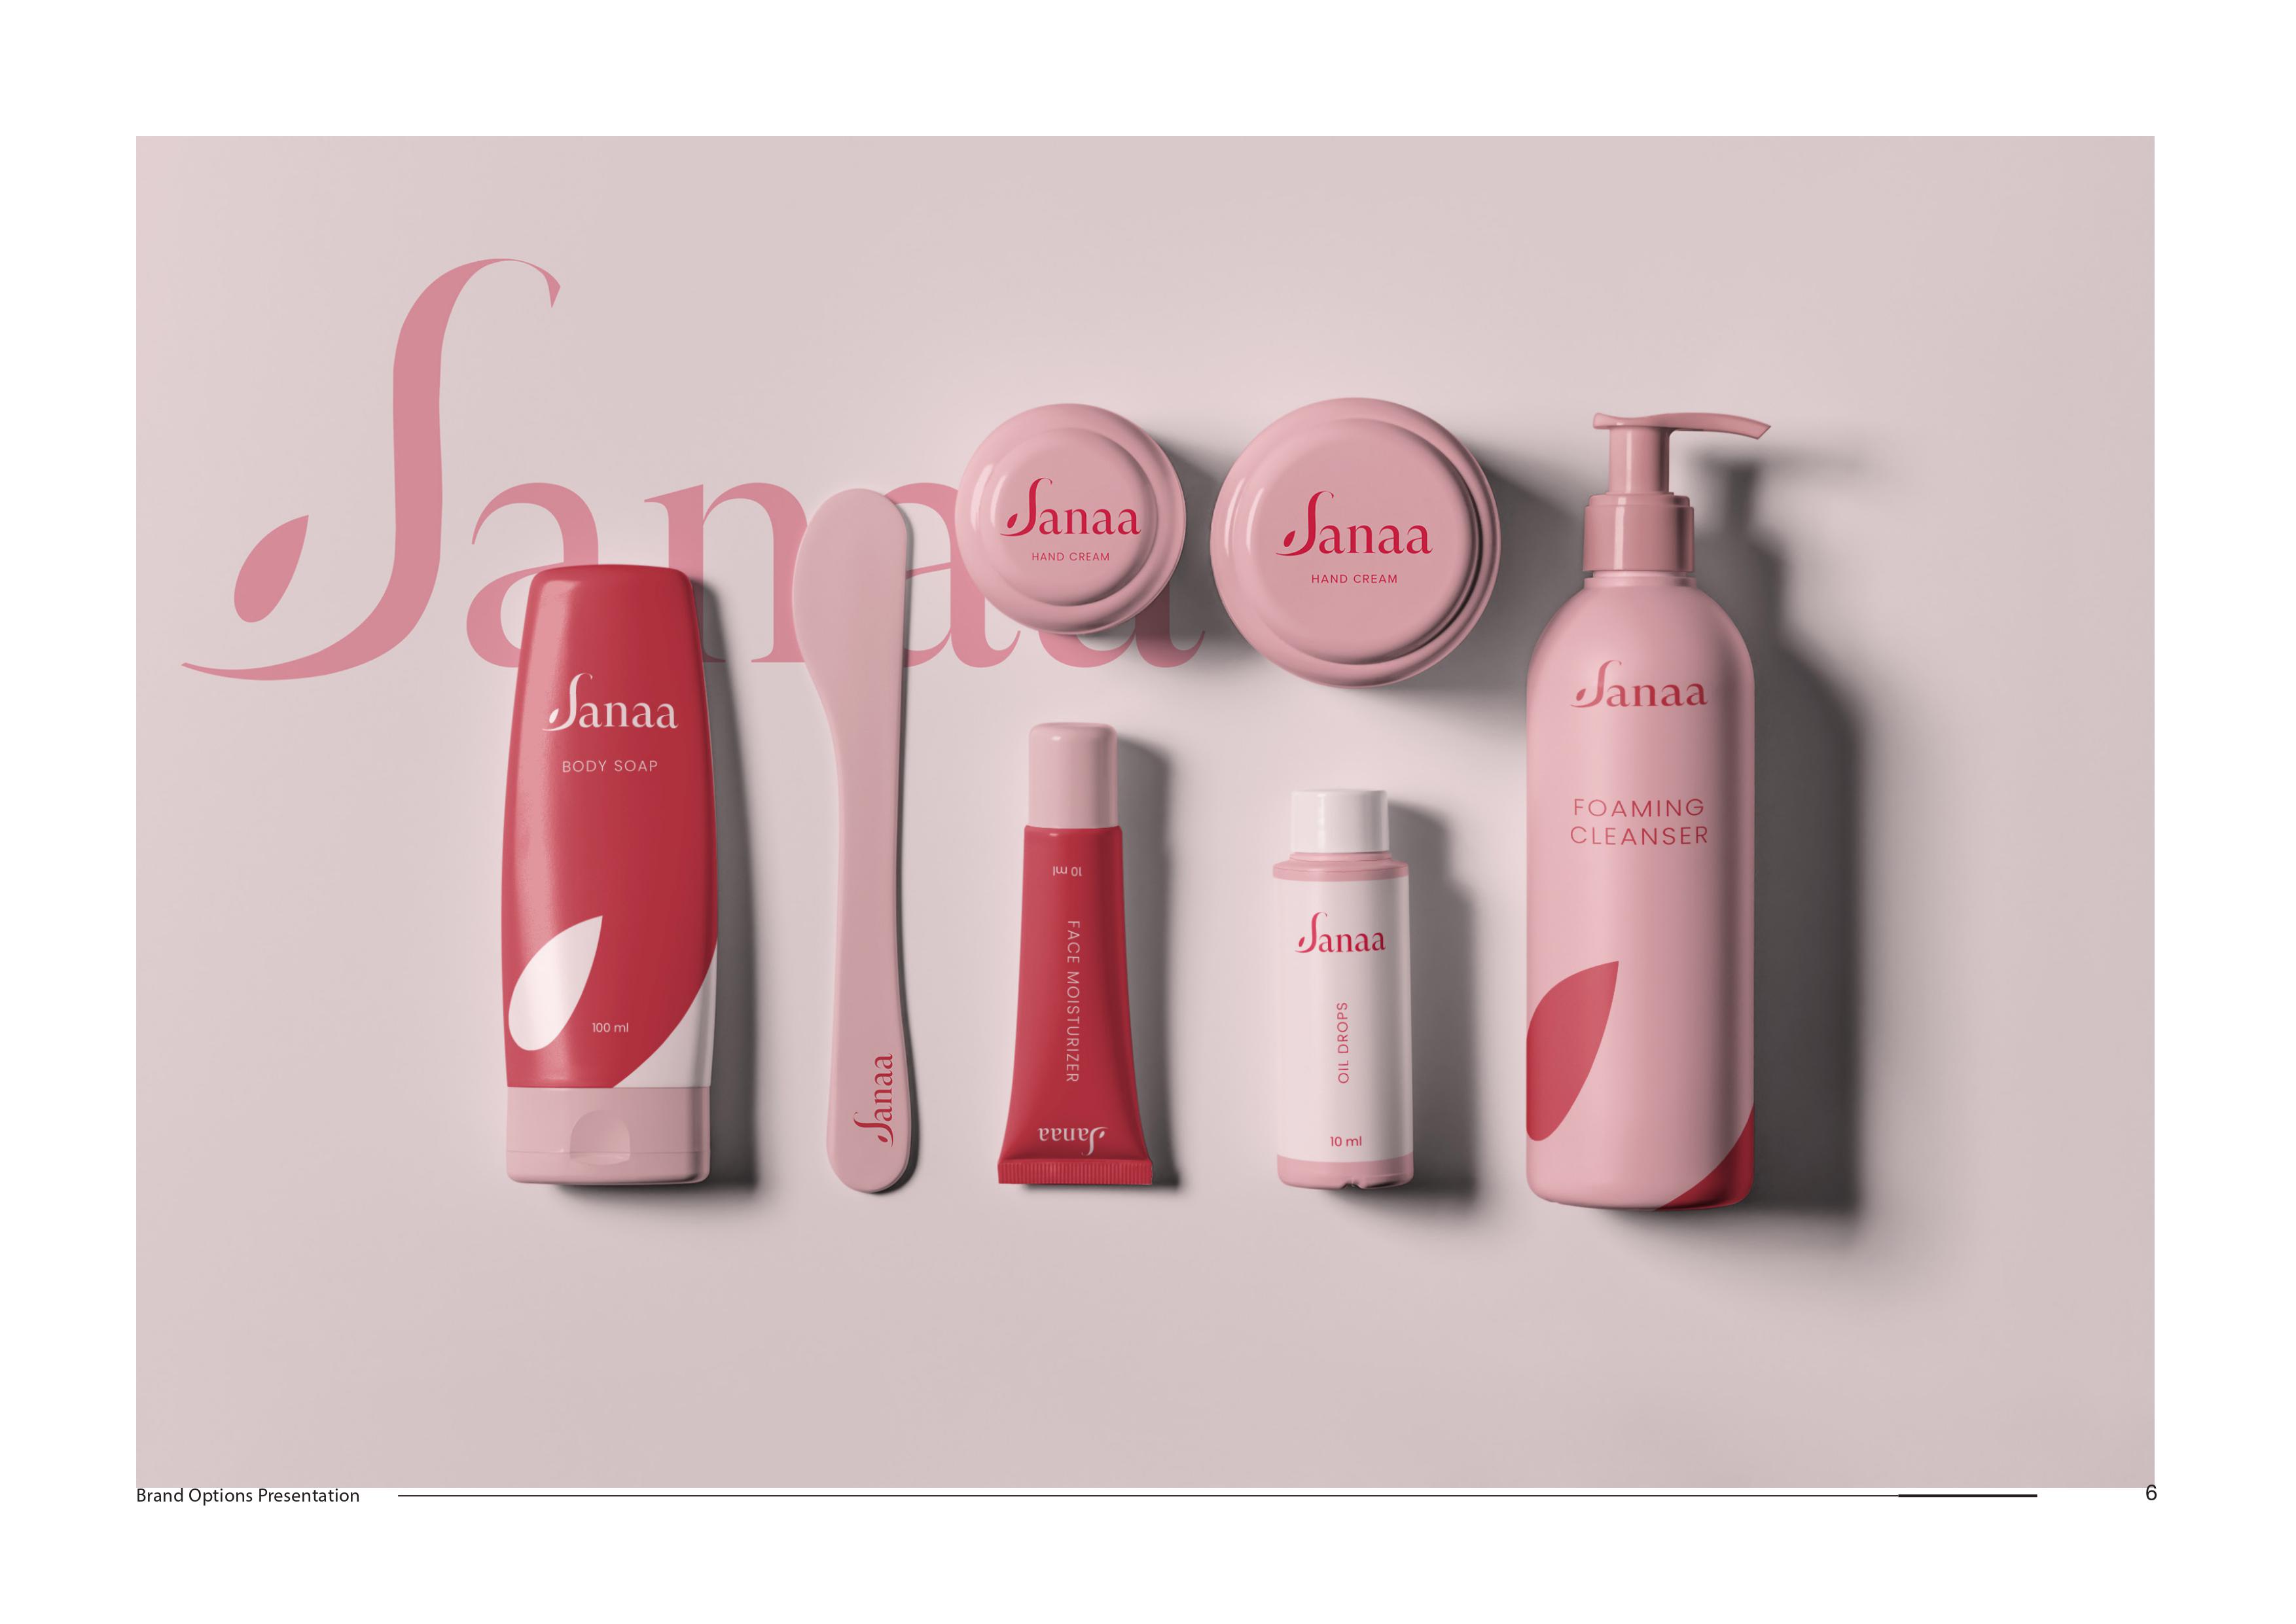 Sanaa
Sanaa
BODY SOAP
100 ml
Sanaa
Sanaa
HAND CREAM
Sanaa
HAND CREAM
10 ml
FACE MOISTURIZER
Sanaa
Sanaa
OIL DROPS
10 ml
Sanaa
FOAMING
CLEANSER
Brand Options Presentation
6